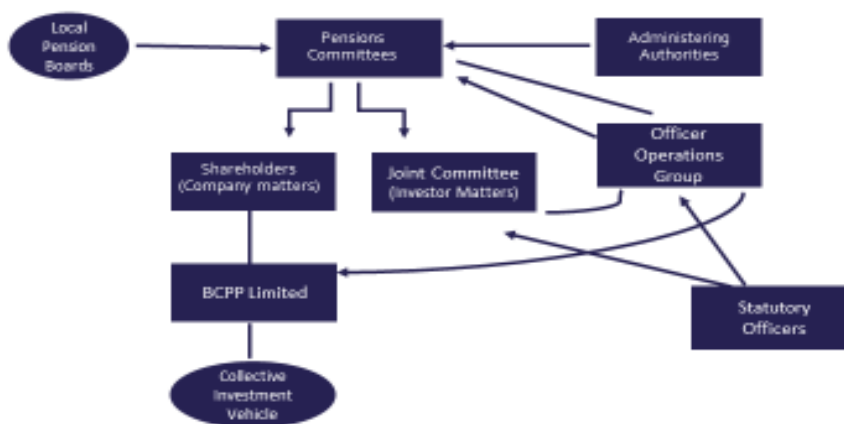 Local
Pension
Boards
Pensions
Committees
Administering
Authorities
Officer
Operations
Group
Shareholders
(Company matters)
Joint Committee
(Investor Matters)
BCPP Limited
Statutory
Officers
Collective
Investment
Vehicle